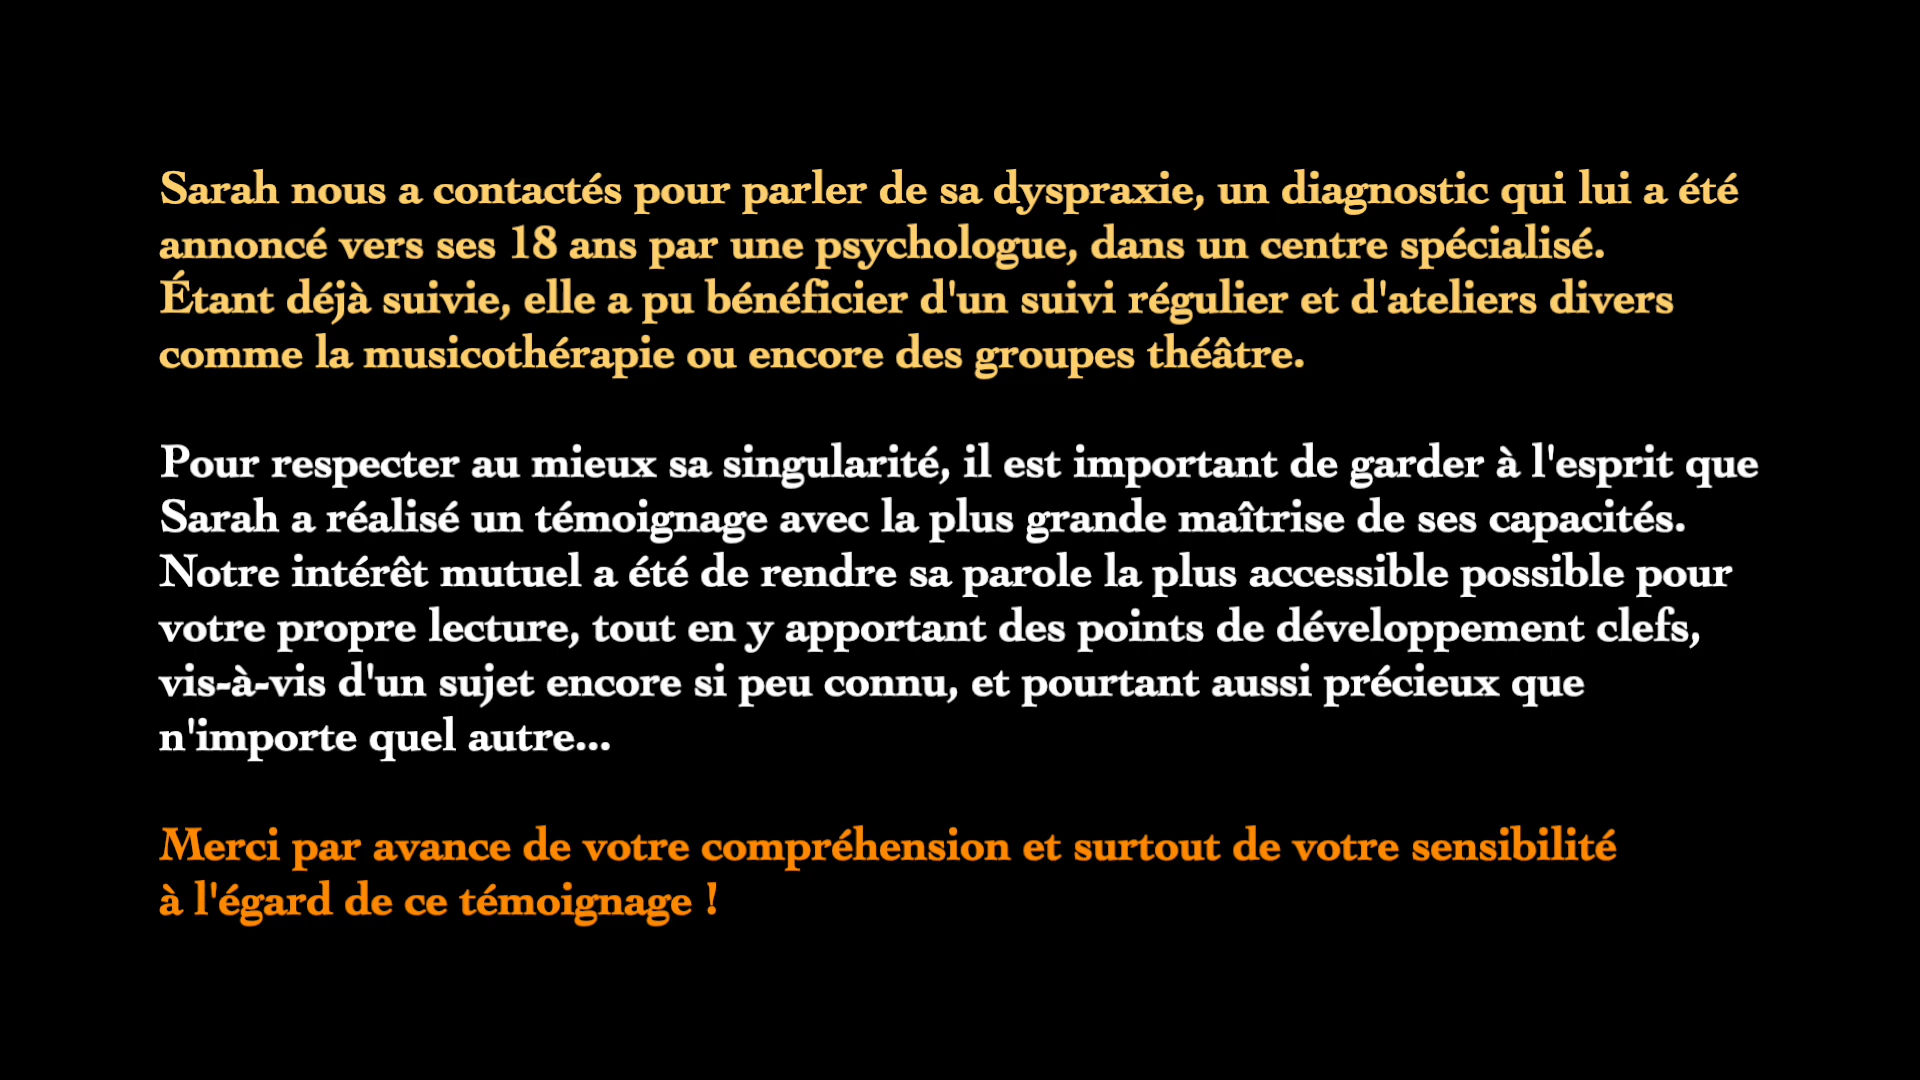 Sarah nous a contactés pour parler de sa dyspraxie, un diagnostic qui lui a été
annoncé vers ses 18 ans par une psychologue, dans un centre spécialisé.
Étant déjà suivie, elle a pu bénéficier d'un suivi régulier et d'ateliers divers
comme la musicothérapie ou encore des groupes théâtre.
Pour respecter au mieux sa singularité, il est important de garder à l'esprit que
Sarah a réalisé un témoignage avec la plus grande maîtrise de ses capacités.
Notre intérêt mutuel a été de rendre sa parole la plus accessible possible pour
votre propre lecture, tout en y apportant des points de développement clefs,
vis-à-vis d'un sujet encore si peu connu, et pourtant aussi précieux que
n'importe quel autre...
Merci par avance de votre compréhension et surtout de votre sensibilité
à l'égard de ce témoignage !